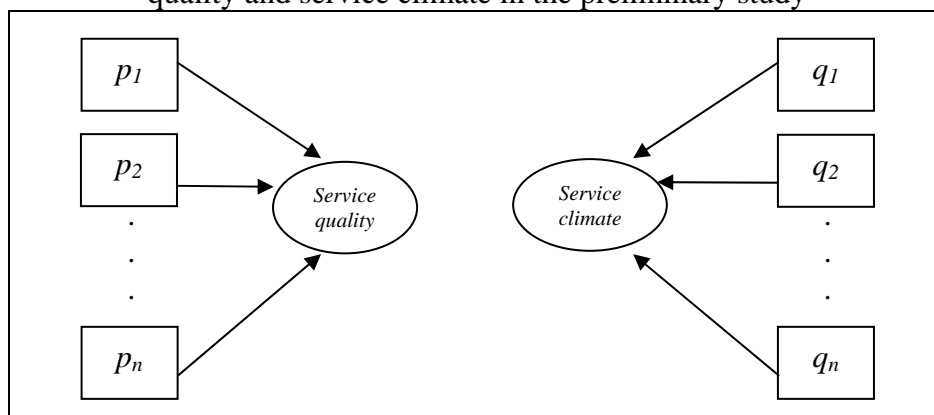 quality and service climate in the preliminary study
p1
q1
p2
q2
Service
quality
Service
climate
.
.
.
.
.
.
pn
qn